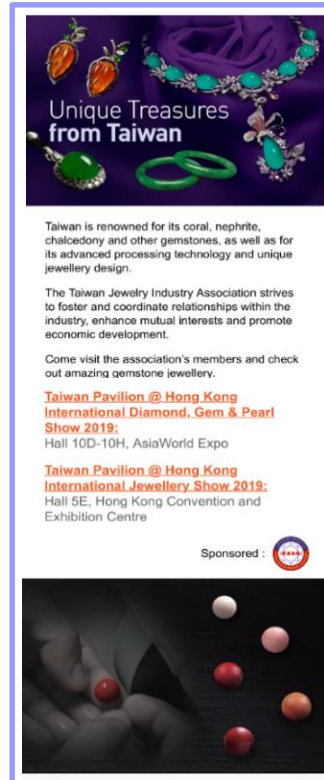 Unique Treasures
from Taiwan
Taiwan is renowned for its coral, nephrite,
chalcedony and other gemstones, as well as for
its advanced processing technology and unique
jewellery design.
The Taiwan Jewelry Industry Association strives
to foster and coordinate relationships within the
industry, enhance mutual interests and promote
economic development.
Come visit the association's members and check
out amazing gemstone jewellery.
Taiwan Pavilion @ Hong Kong
International Diamond, Gem & Pearl
Show 2019:
Hall 10D-10H, AsiaWorld Expo
Taiwan Pavilion @ Hong Kong
International Jewellery Show 2019:
Hall 5E, Hong Kong Convention and
Exhibition Centre
Sponsored :